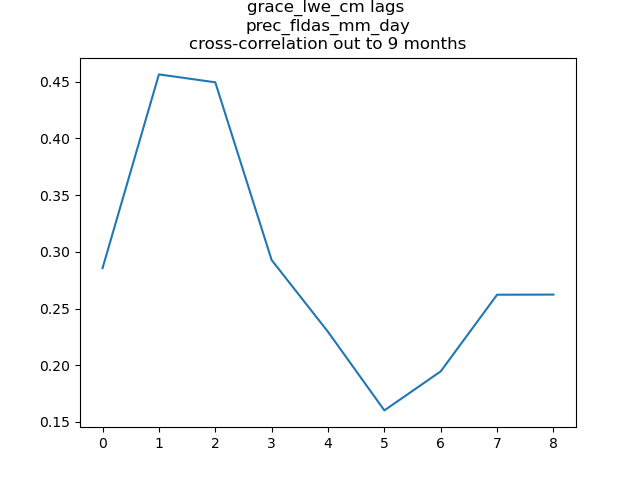 grace_lwe_cm lags
prec_fldas_mm_day
cross-correlation out to 9 months
0.45
0.40
0.35
0.30
0.25
0.20
0.15
0 1 2 3 4 5 6 7 8